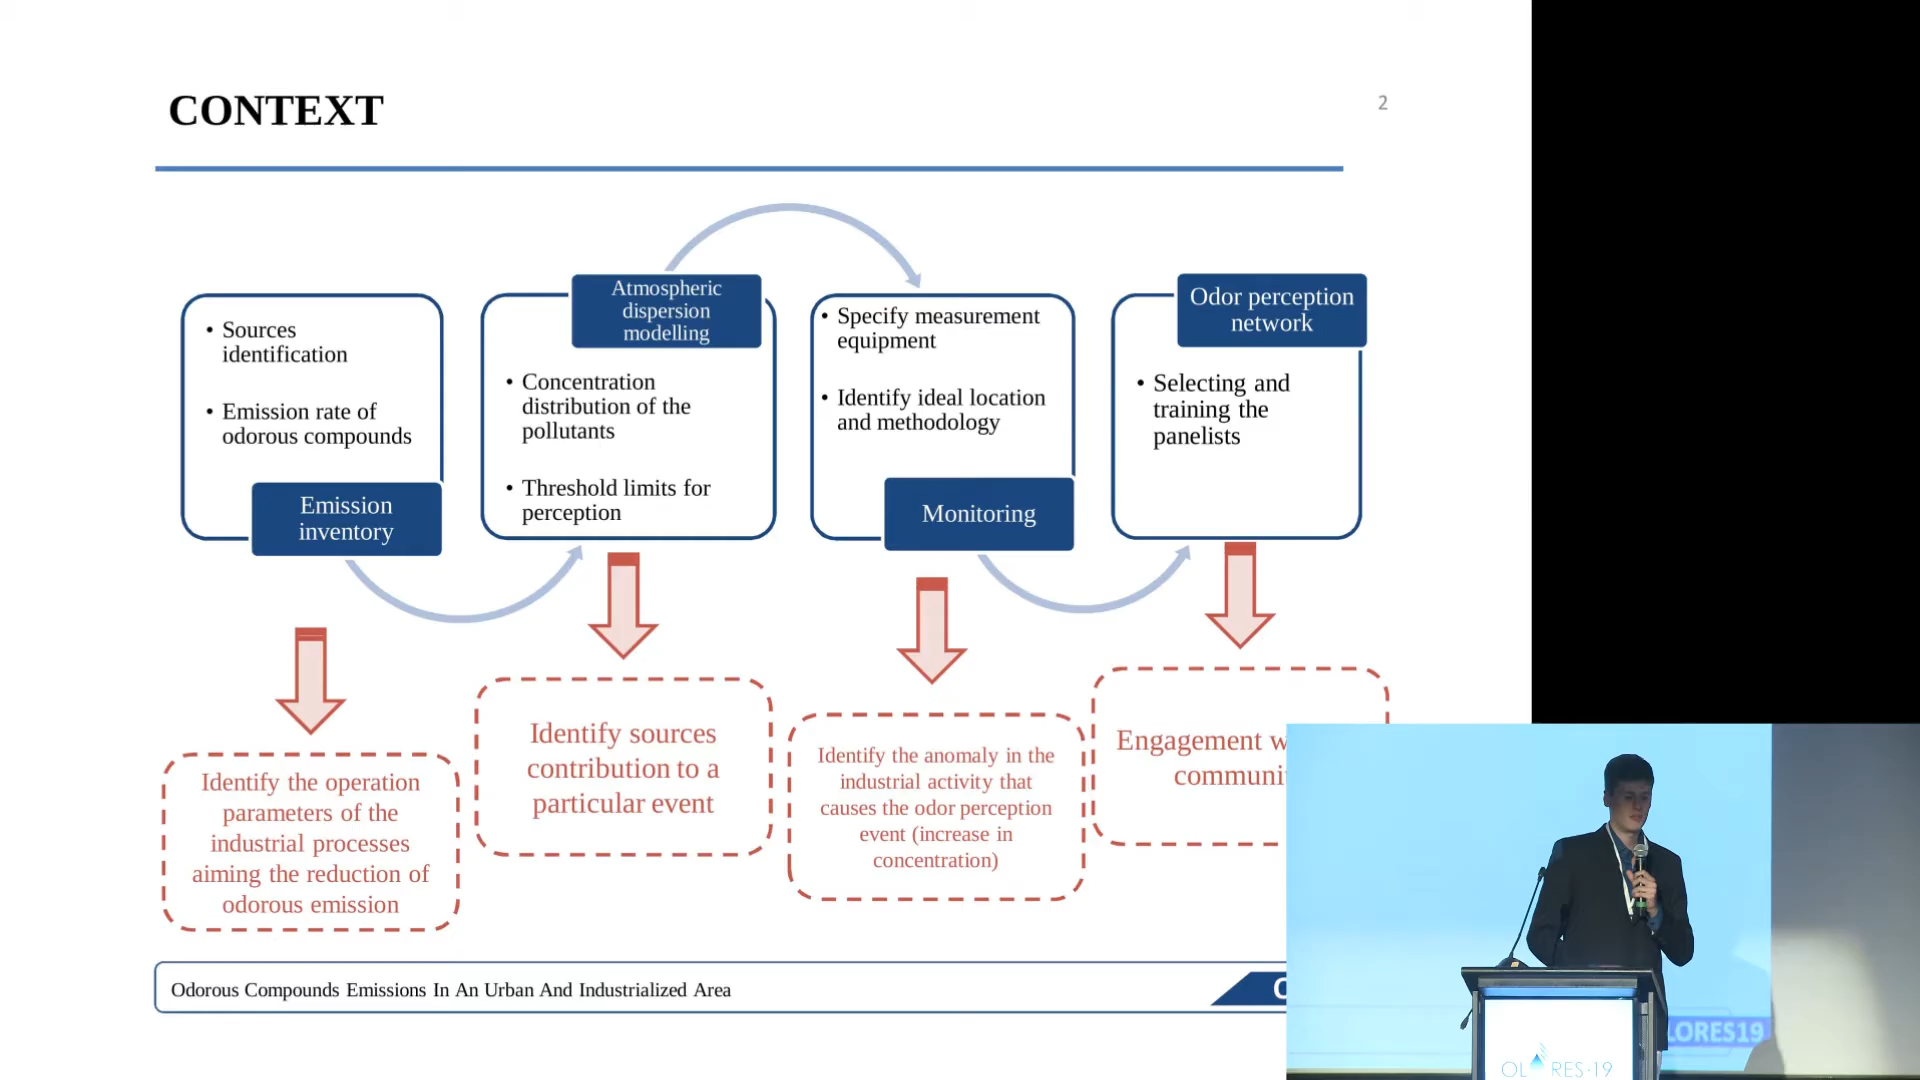 CONTEXT
2
• Sources
identification
• Emission rate of
odorous compounds
Emission
inventory
Atmospheric
dispersion
modelling
• Concentration
distribution of the
pollutants
• Threshold limits for
perception
• Specify measurement
equipment
• Identify ideal location
and methodology
Monitoring
Odor perception
network
• Selecting and
training the
panelists
Identify the operation
parameters of the
industrial processes
aiming the reduction of
odorous emission
Identify sources
contribution to a
particular event
Identify the anomaly in the
industrial activity that
causes the odor perception
event (increase in
concentration)
Engagement
Odorous Compounds Emissions In An Urban And Industrialized Area
LORES19
OL RES-19